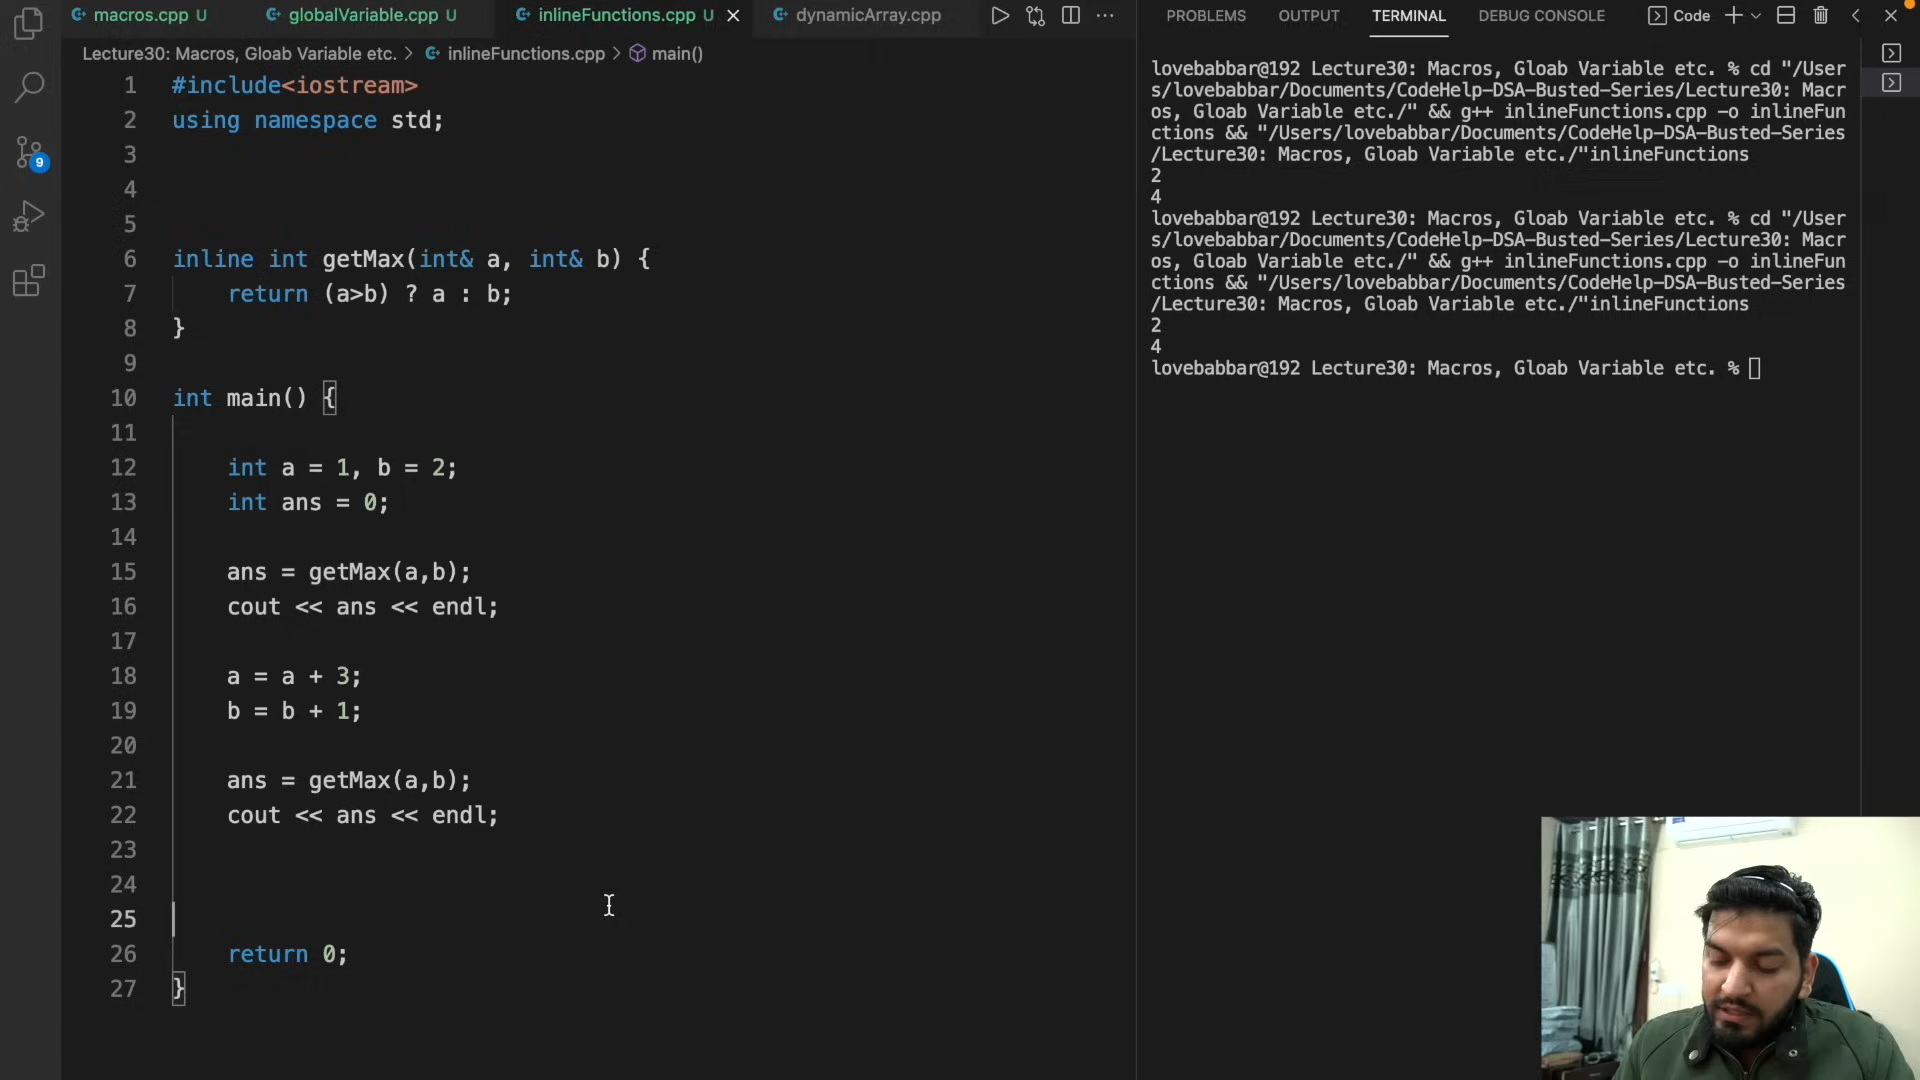 macros.cpp U globalVariable.cpp U inlineFunctions.cpp U dynamicArray.cpp
Lecture30: Macros, Gloab Variable etc. > inlineFunctions.cpp > main()
1 #include<iostream>
2 using namespace std;
3
4
5
6 inline int getMax(int& a, int& b) {
7 return (a>b) ? a : b;
8 }
9
10 int main() {
11
12 int a = 1, b = 2;
13 int ans = 0;
14
15 ans = getMax(a,b);
16 cout << ans << endl;
17
18 a = a + 3;
19 b = b + 1;
20
21 ans = getMax(a,b);
22 cout << ans << endl;
23
24
25
26 return 0;
27 }
9
PROBLEMS OUTPUT TERMINAL DEBUG CONSOLE Code
lovebabbar@192 Lecture30: Macros, Gloab Variable etc. % cd "/User
s/lovebabbar/Documents/CodeHelp-DSA-Busted-Series/Lecture30: Macr
os, Gloab Variable etc./" && g++ inlineFunctions.cpp -o inlineFun
ctions && "/Users/lovebabbar/Documents/CodeHelp-DSA-Busted-Series
/Lecture30: Macros, Gloab Variable etc./"inlineFunctions
2
4
lovebabbar@192 Lecture30: Macros, Gloab Variable etc. % cd "/User
s/lovebabbar/Documents/CodeHelp-DSA-Busted-Series/Lecture30: Macr
os, Gloab Variable etc./" && g++ inlineFunctions.cpp -o inlineFun
ctions && "/Users/lovebabbar/Documents/CodeHelp-DSA-Busted-Series
/Lecture30: Macros, Gloab Variable etc./"inlineFunctions
2
4
lovebabbar@192 Lecture30: Macros, Gloab Variable etc. %